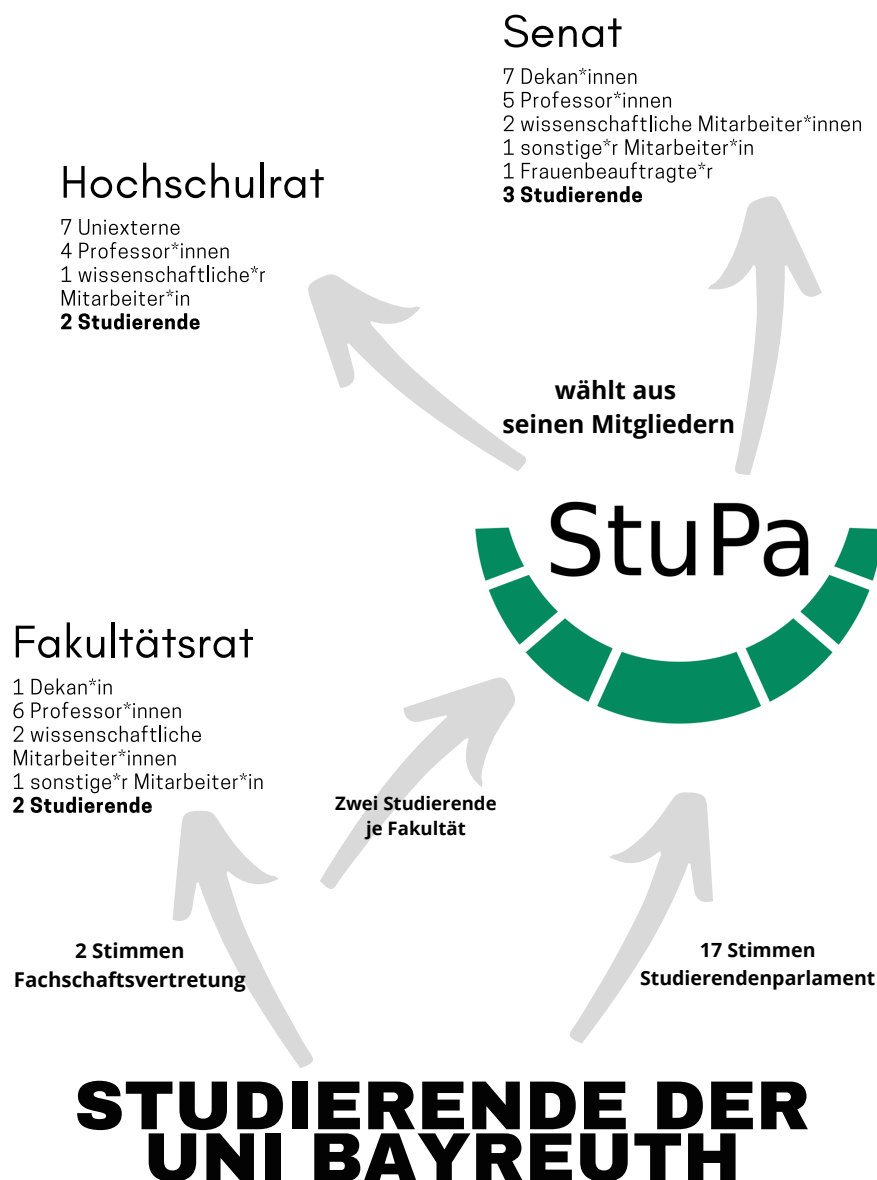 Senat
7 Dekan*innen
5 Professor*innen
2 wissenschaftliche Mitarbeiter*innen
1 sonstige*r Mitarbeiter*in
1 Frauenbeauftragte*r
3 Studierende
Hochschulrat
7 Uniexterne
4 Professor*innen
1 wissenschaftliche*r
Mitarbeiter*in
2 Studierende
wählt aus
seinen Mitgliedern
StuPa
Fakultätsrat
1 Dekan*in
6 Professor*innen
2 wissenschaftliche
Mitarbeiter*innen
1 sonstige*r Mitarbeiter*in
2 Studierende
Zwei Studierende
je Fakultät
2 Stimmen
Fachschaftsvertretung
17 Stimmen
Studierendenparlament
STUDIERENDE DER
UNI BAYREUTH